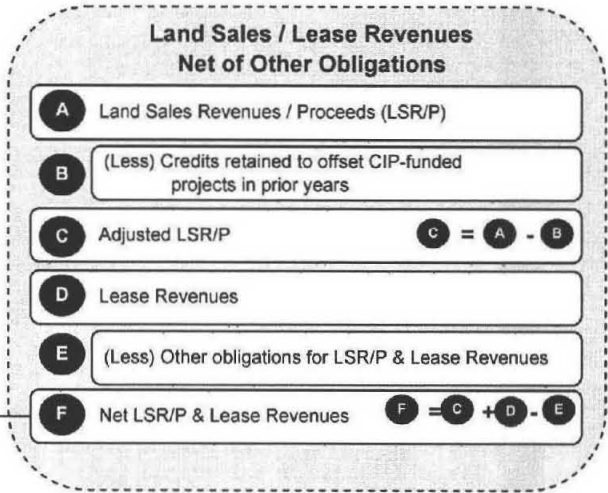 Land Sales / Lease Revenues
Net of Other Obligations
A Land Sales Revenues / Proceeds (LSR/P)
B (Less) Credits retained to offset CIP-funded
projects in prior years
C Adjusted LSR/P C = A - B
D Lease Revenues
E (Less) Other obligations for LSR/P & Lease Revenues
F Net LSR/P & Lease Revenues F = C + D - E